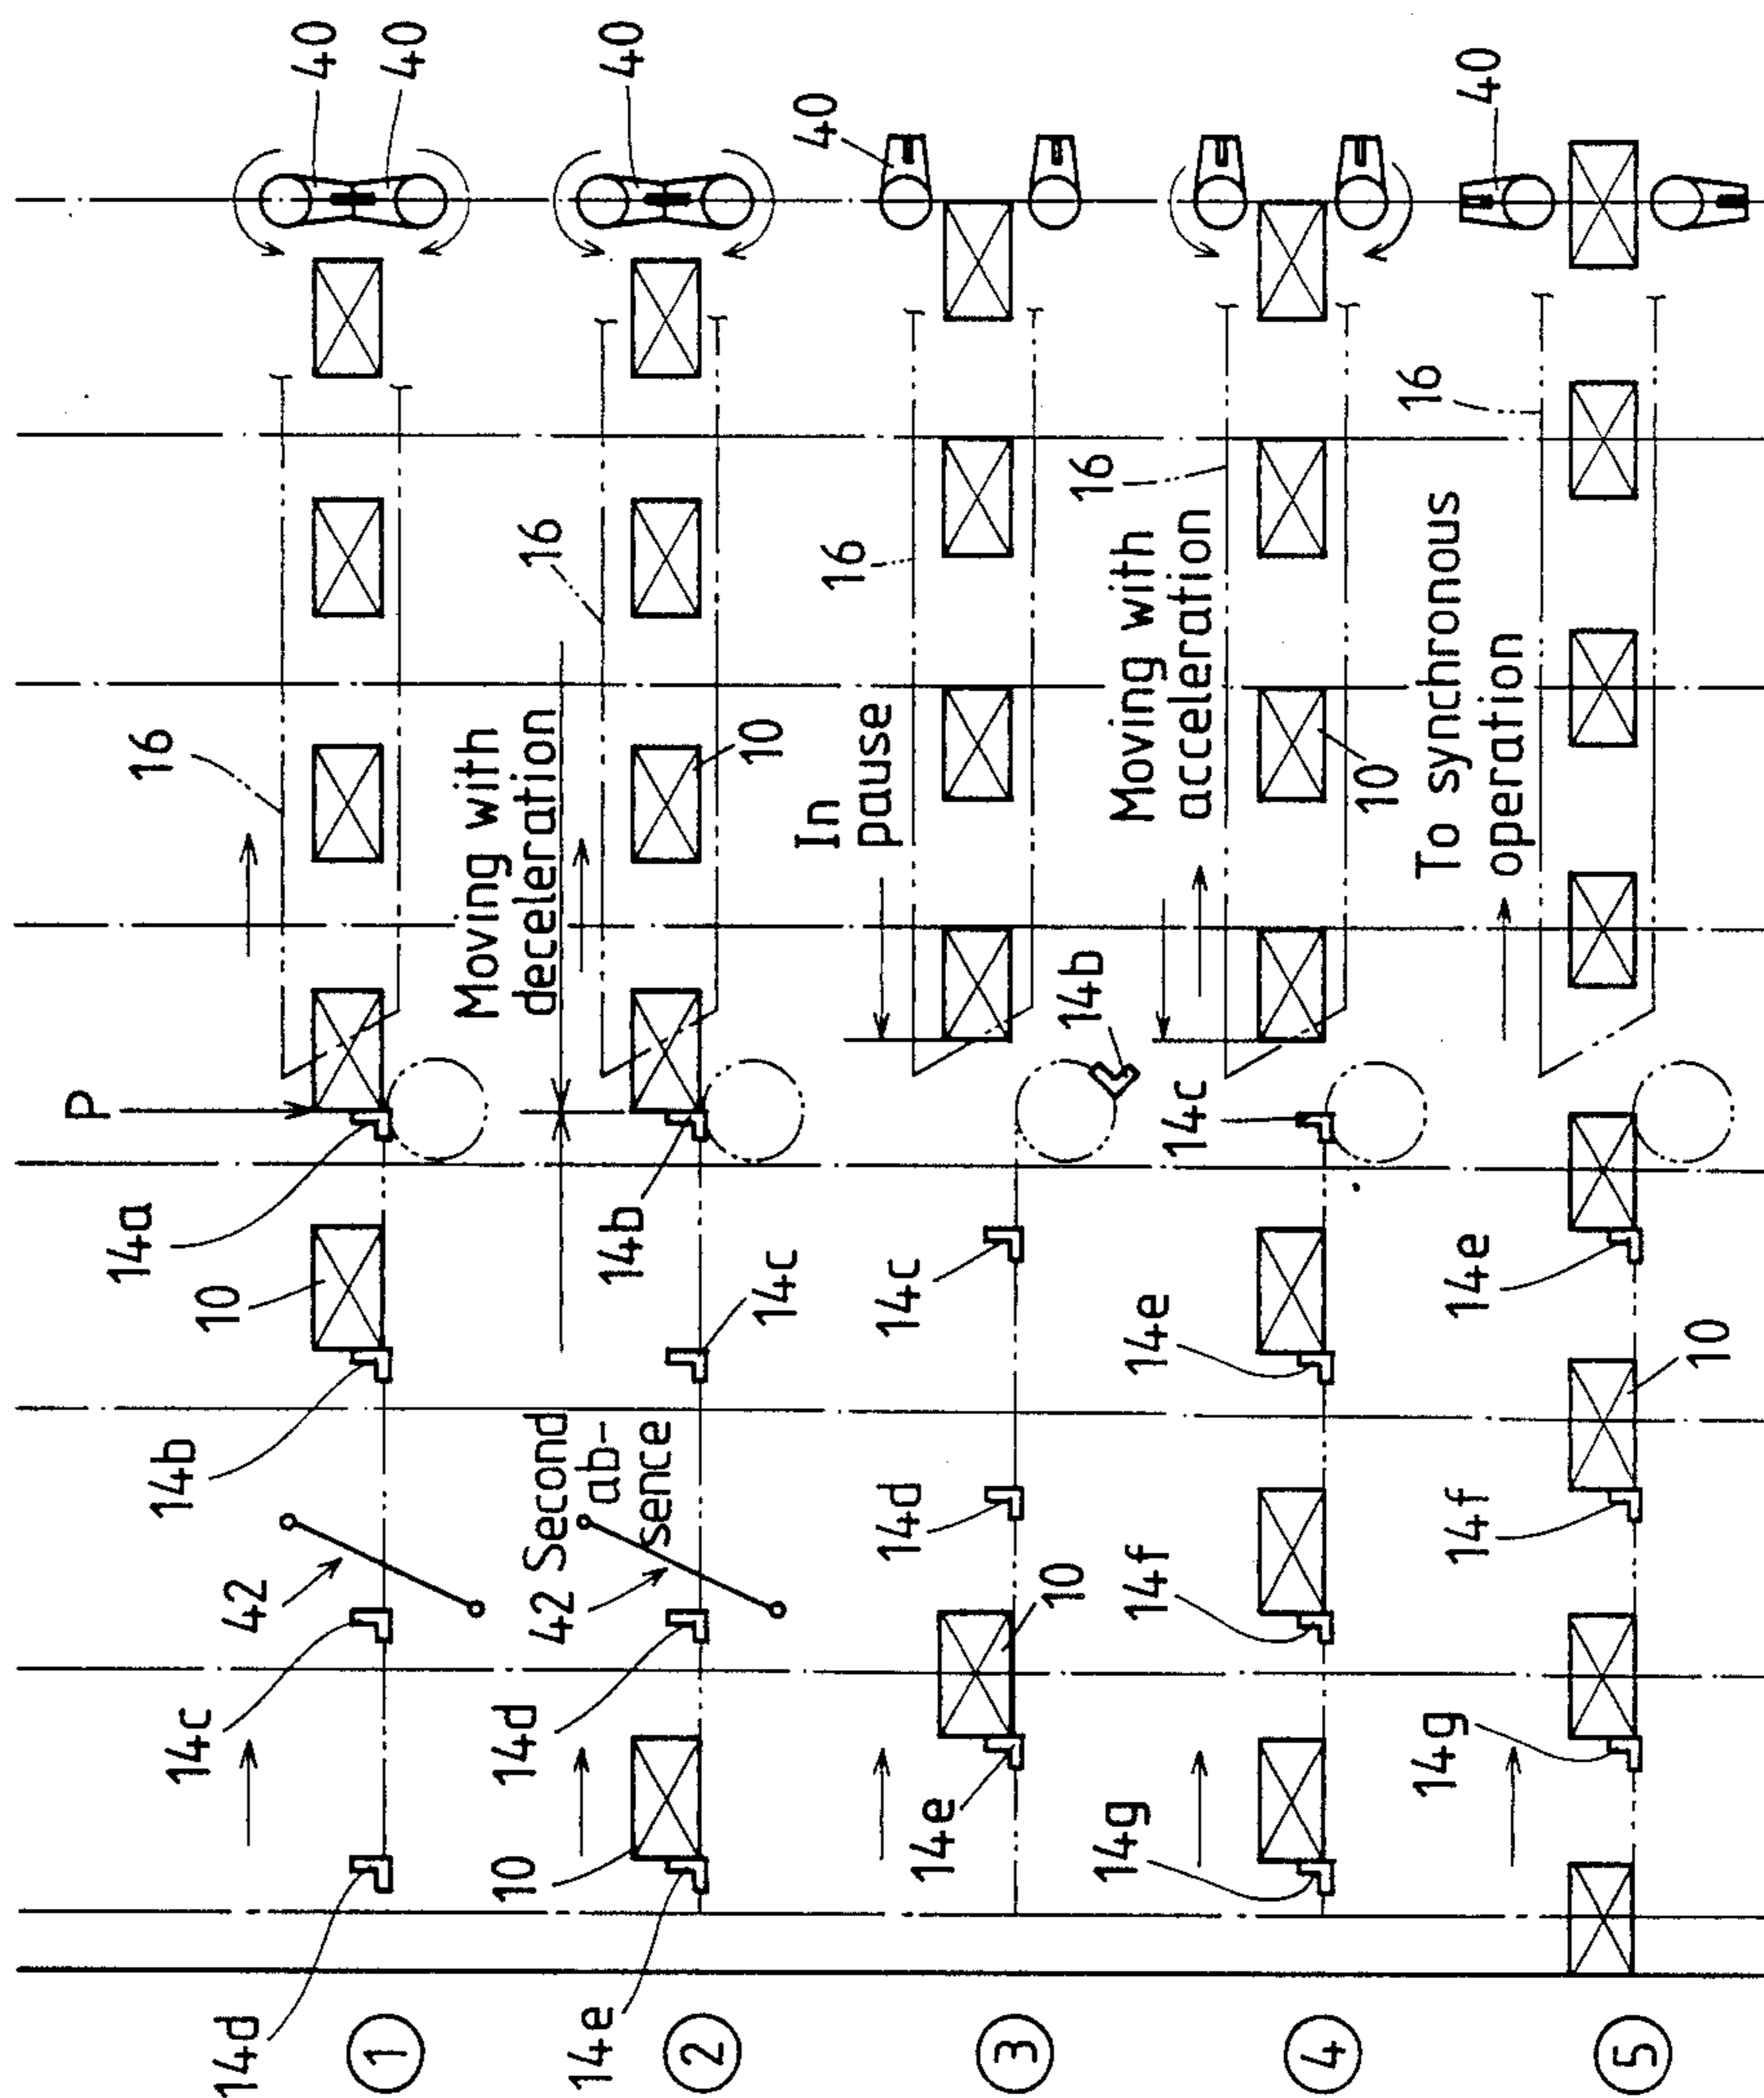 ①
14d
14c
42
14b
10
14a
P
16
40
40
②
14e
10
14d
42
Second
ab-
sence
14c
14b
Moving with
deceleration
10
16
40
③
14e
10
14d
14c
14b
In
pause
16
40
④
14g
14f
14e
14c
10
Moving with
acceleration
16
⑤
14g
14f
10
14e
To synchronous
operation
16
40